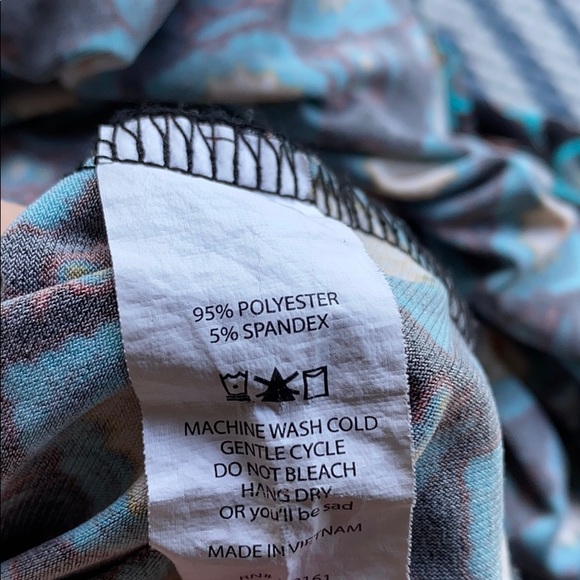 95% POLYESTER
5% SPANDEX
MACHINE WASH COLD
GENTLE CYCLE
DO NOT BLEACH
HANG DRY
OR you'll be sad
MADE IN VIETNAM